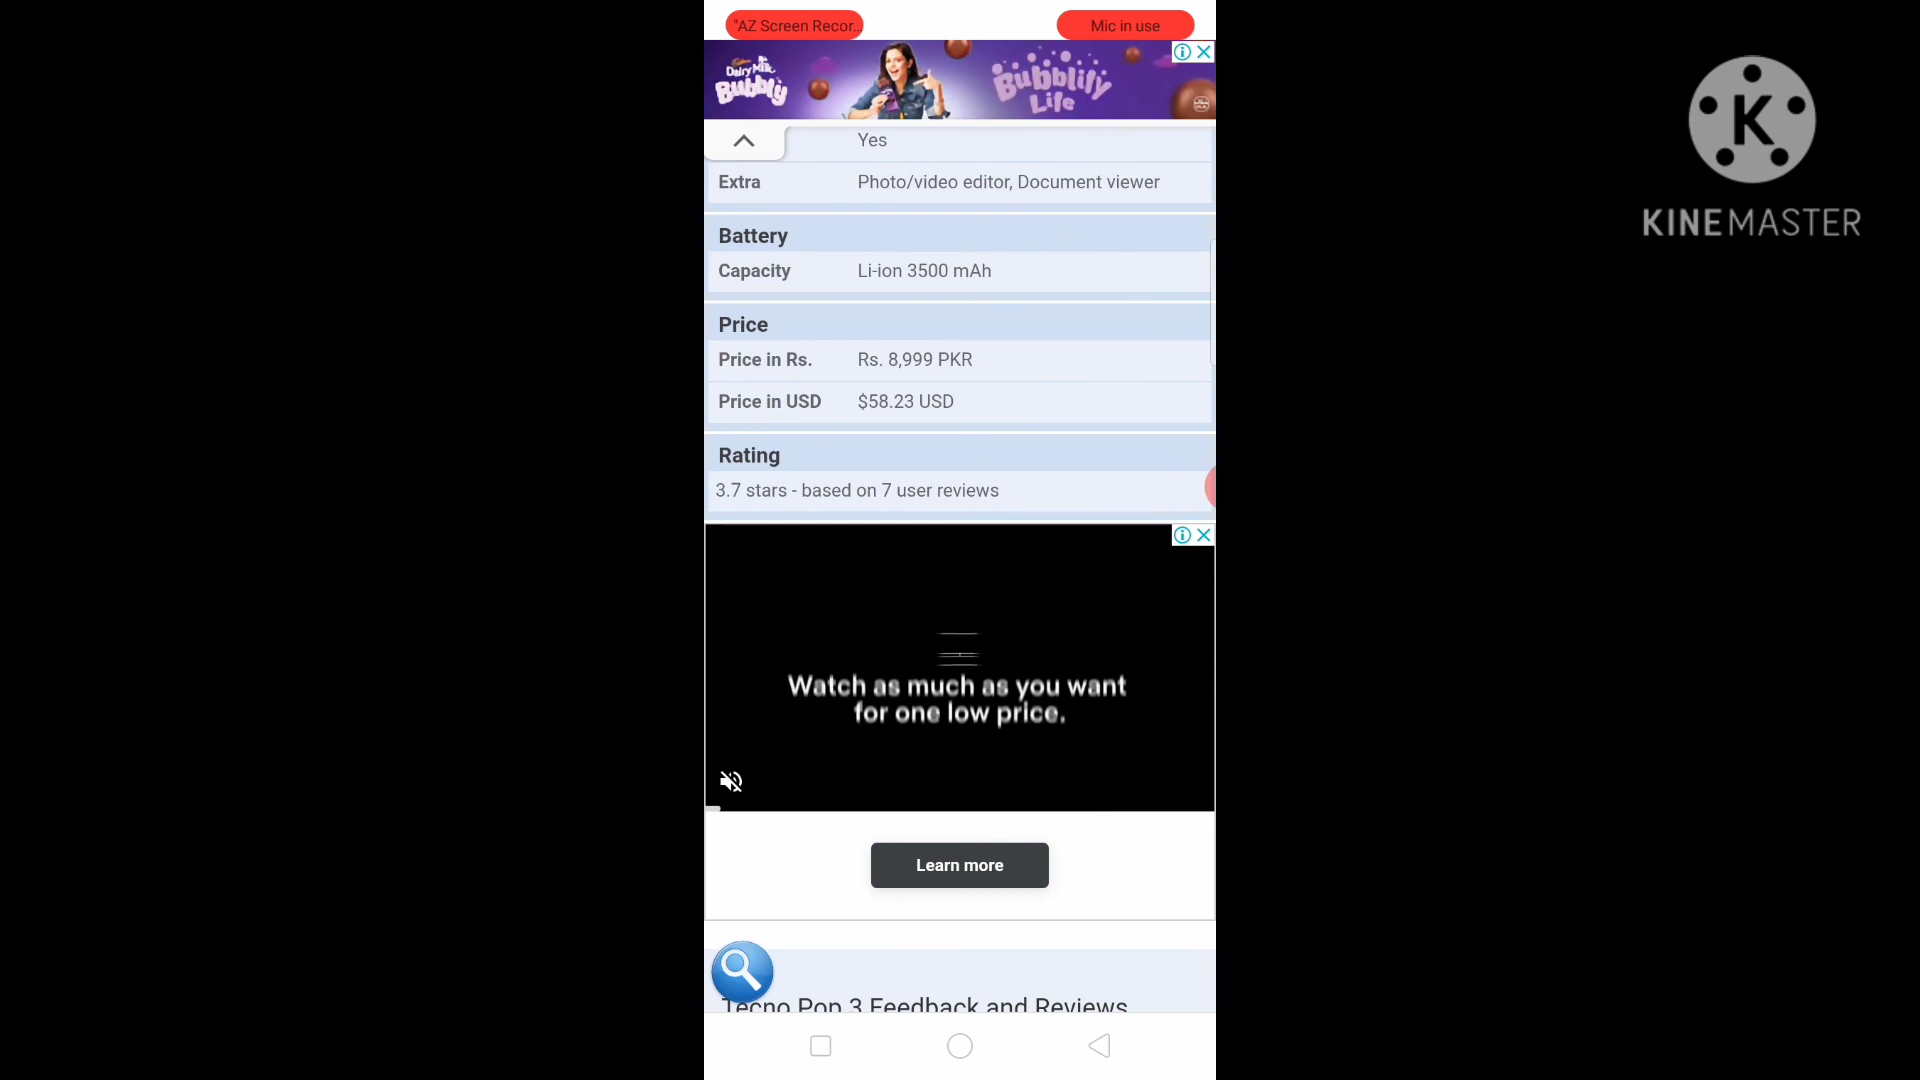 "AZ Screen Recor...
Mic in use
Dairy Milk
Bubbly
Bubblify
Life
Yes
Extra
Photo/video editor, Document viewer
Battery
Capacity
Li-ion 3500 mAh
Price
Price in Rs.
Rs. 8,999 PKR
Price in USD
$58.23 USD
Rating
3.7 stars - based on 7 user reviews
Watch as much as you want
for one low price.
Learn more
Tecno Pop 3 Feedback and Reviews
K
KINEMASTER